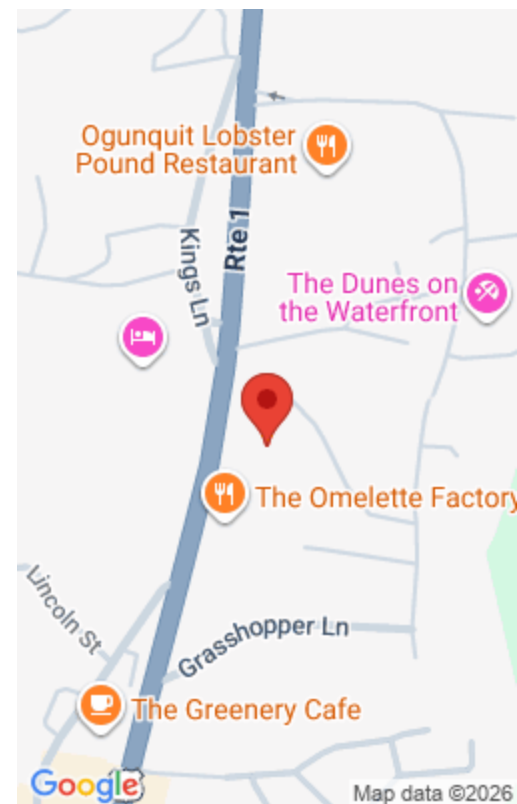 Ogunquit Lobster
Pound Restaurant
Rte 1
Kings Ln
The Dunes on
the Waterfront
The Omelette Factory
Lincoln St
Grasshopper Ln
The Greenery Cafe
Google
Map data ©2026